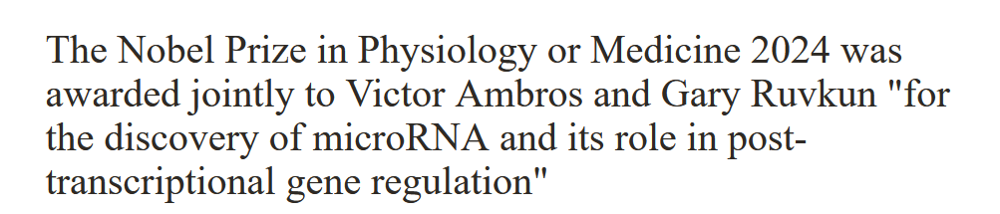 The Nobel Prize in Physiology or Medicine 2024 was
awarded jointly to Victor Ambros and Gary Ruvkun "for
the discovery of microRNA and its role in post-
transcriptional gene regulation"